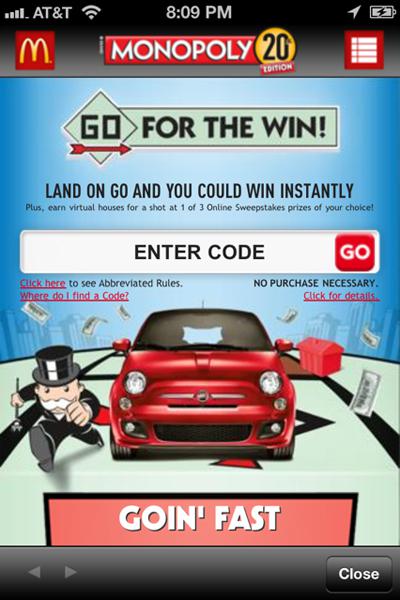 AT&T 8:09 PM
MONOPOLY 20th EDITION
GO FOR THE WIN!
LAND ON GO AND YOU COULD WIN INSTANTLY
Plus, earn virtual houses for a shot at 1 of 3 Online Sweepstakes prizes of your choice!
ENTER CODE GO
Click here to see Abbreviated Rules. NO PURCHASE NECESSARY.
Where do I find a Code? Click for details.
GOIN' FAST
Close